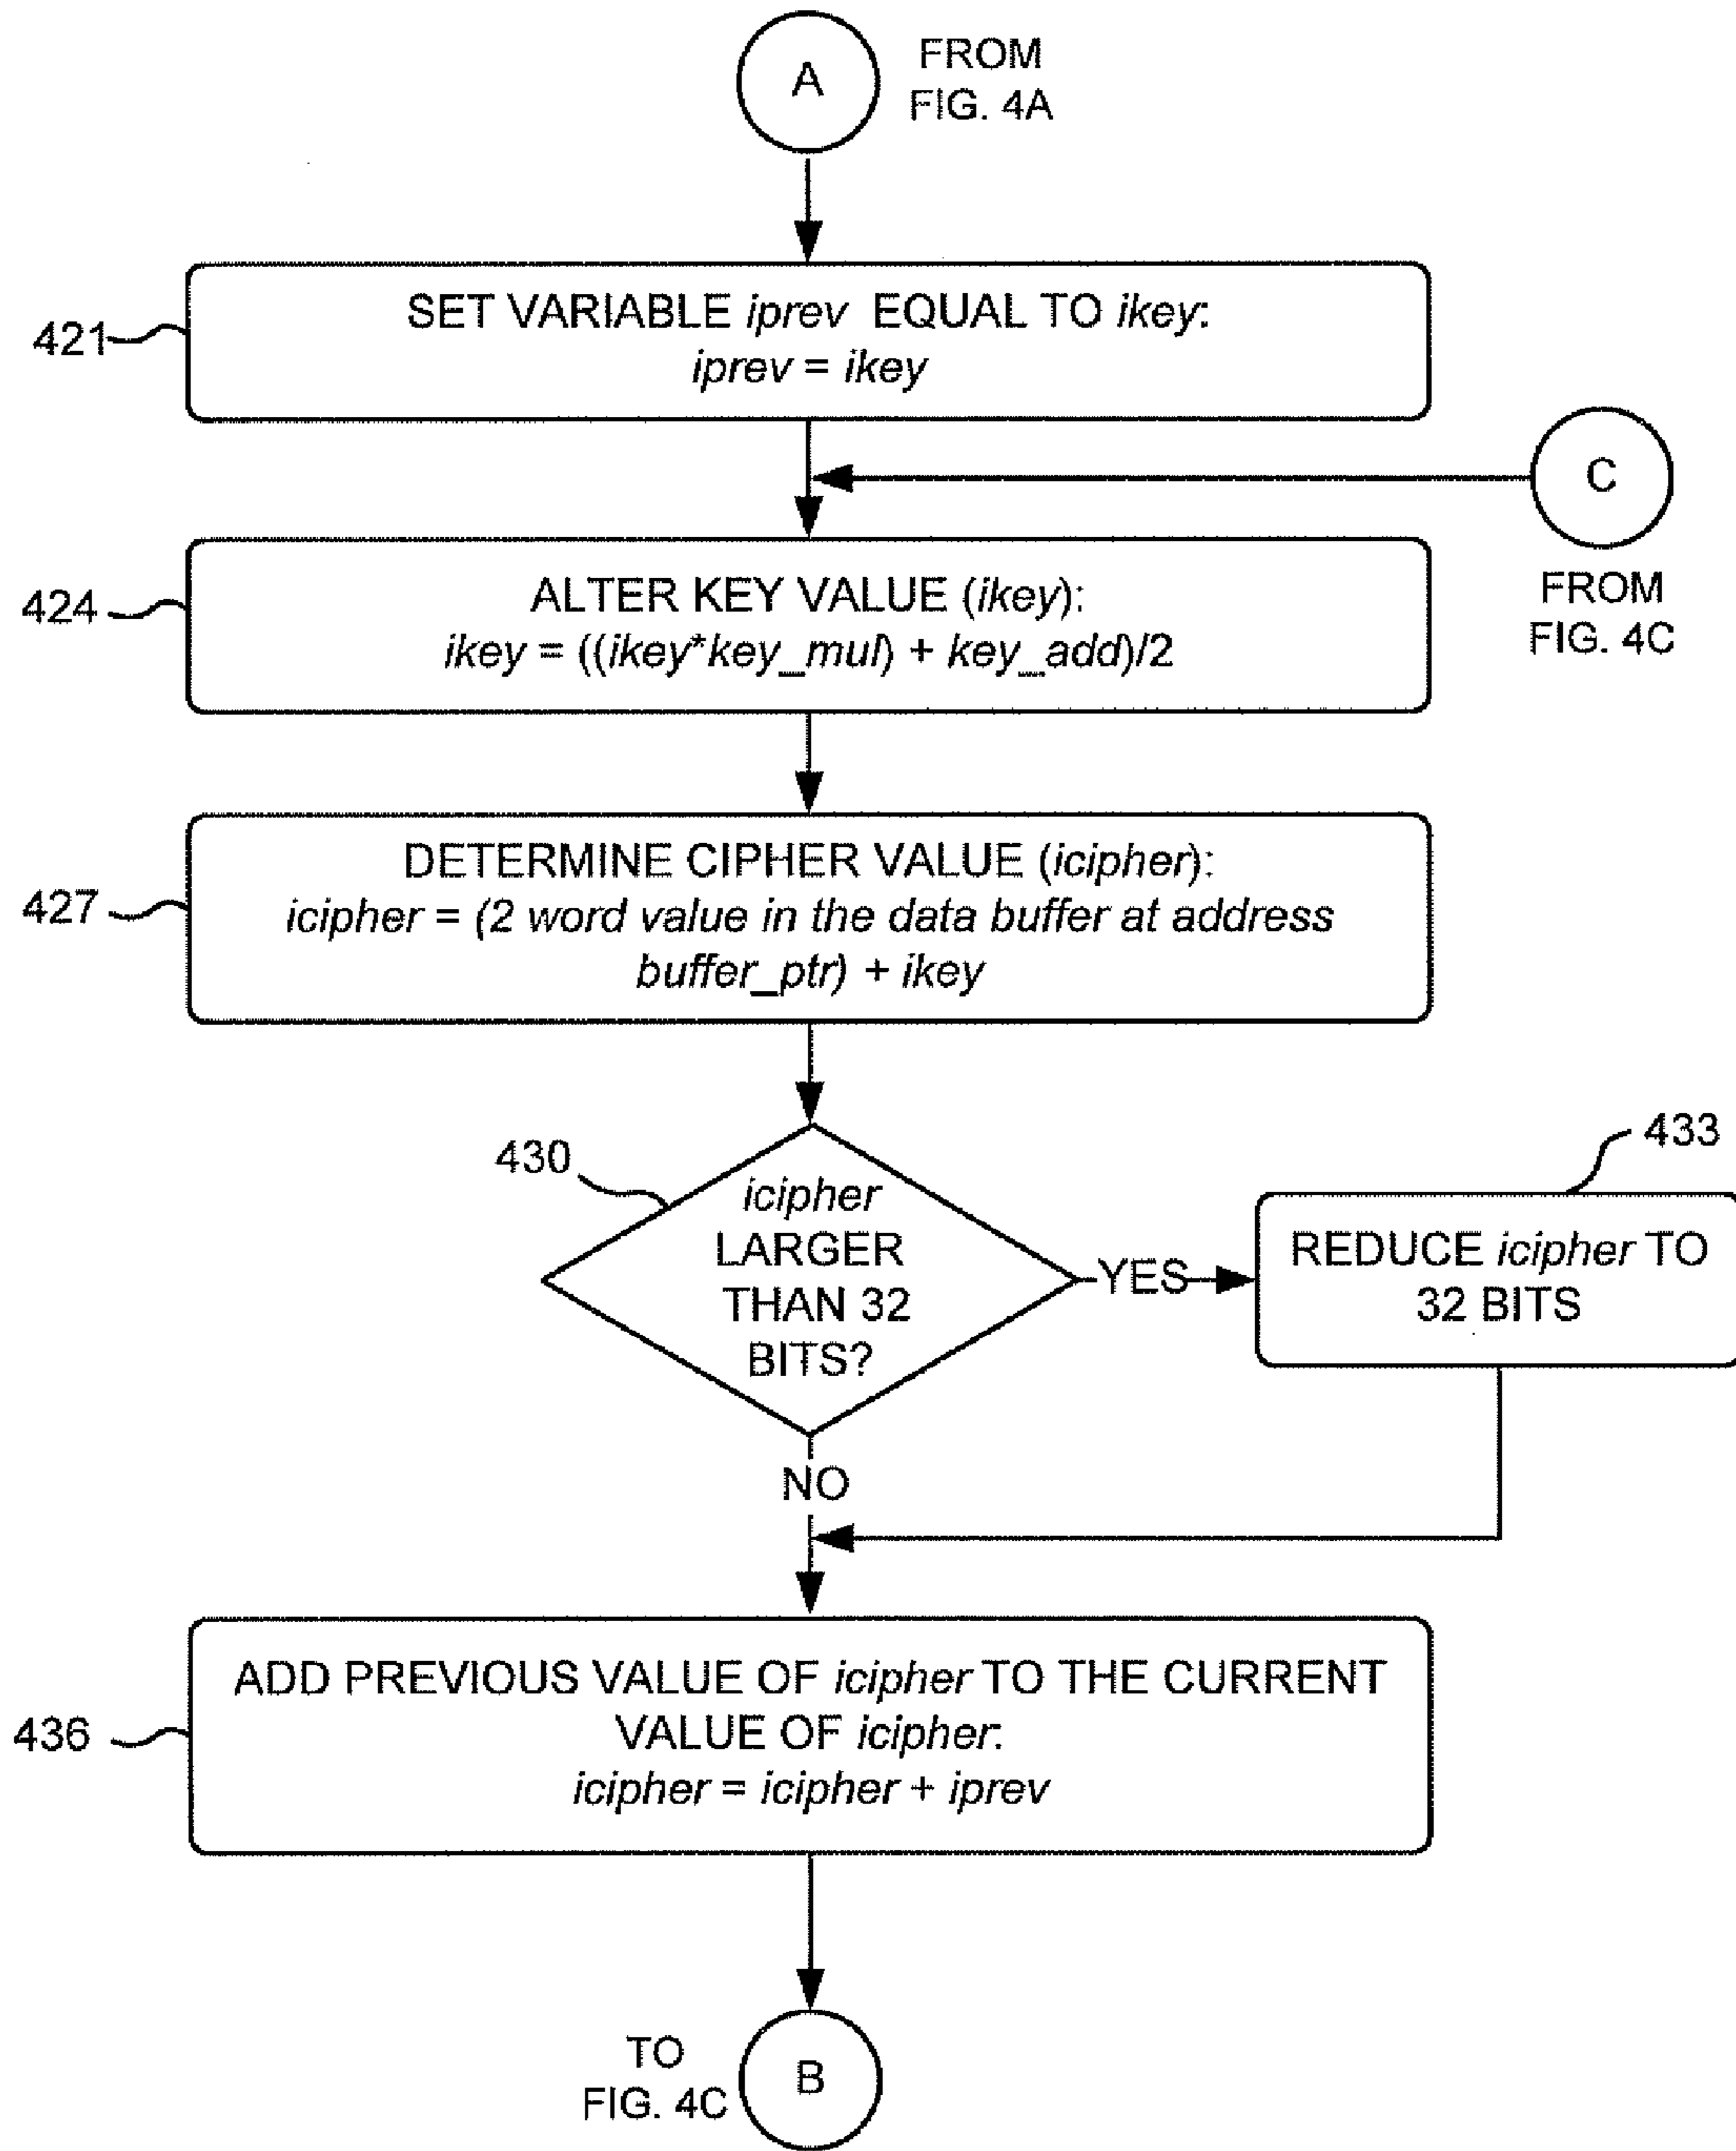 A
FROM
FIG. 4A
421
SET VARIABLE iprev EQUAL TO ikey:
iprev = ikey
C
FROM
FIG. 4C
424
ALTER KEY VALUE (ikey):
ikey = ((ikey*key_mul) + key_add)/2
427
DETERMINE CIPHER VALUE (icipher):
icipher = (2 word value in the data buffer at address
buffer_ptr) + ikey
430
icipher
LARGER
THAN 32
BITS?
YES
433
REDUCE icipher TO
32 BITS
NO
436
ADD PREVIOUS VALUE OF icipher TO THE CURRENT
VALUE OF icipher:
icipher = icipher + iprev
TO
FIG. 4C
B